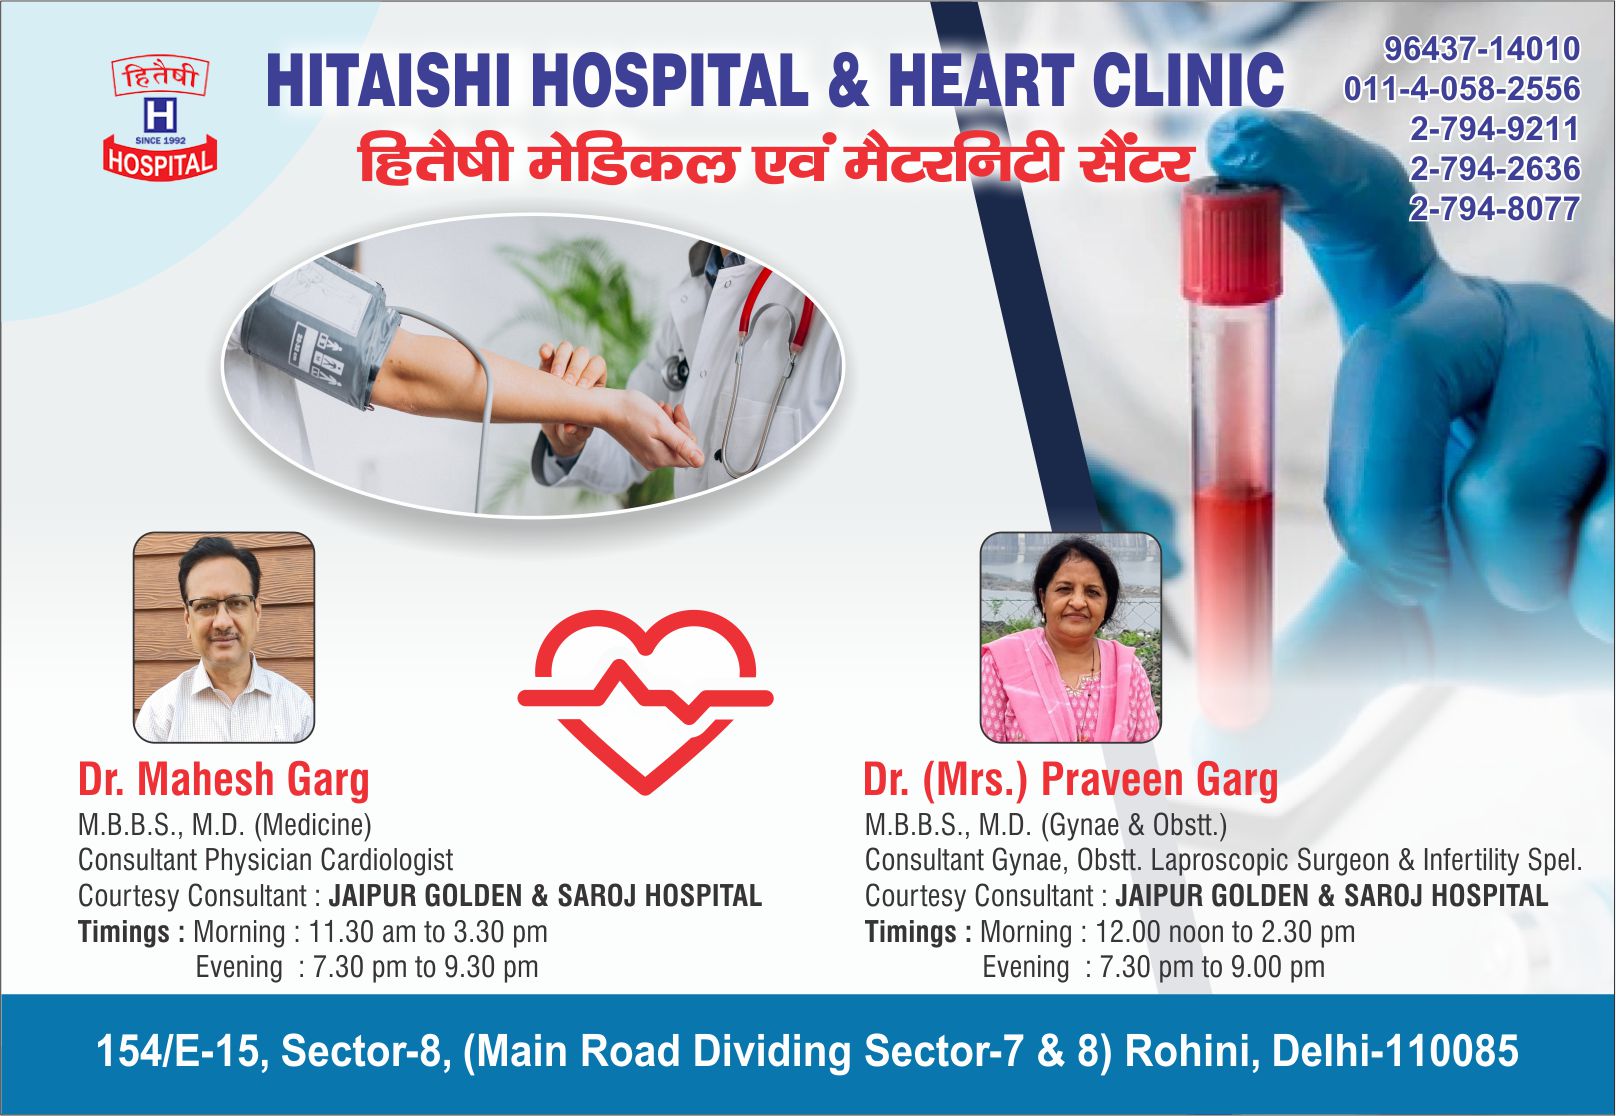 हितैषी
H
SINCE 1992
HOSPITAL
HITAISHI HOSPITAL & HEART CLINIC
हितैषी मेडिकल एवं मैटरनिटी सैंटर
96437-14010
011-4-058-2556
2-794-9211
2-794-2636
2-794-8077
Dr. Mahesh Garg
M.B.B.S., M.D. (Medicine)
Consultant Physician Cardiologist
Courtesy Consultant : JAIPUR GOLDEN & SAROJ HOSPITAL
Timings : Morning : 11.30 am to 3.30 pm
Evening : 7.30 pm to 9.30 pm
Dr. (Mrs.) Praveen Garg
M.B.B.S., M.D. (Gynae & Obstt.)
Consultant Gynae, Obstt. Laproscopic Surgeon & Infertility Spel.
Courtesy Consultant : JAIPUR GOLDEN & SAROJ HOSPITAL
Timings : Morning : 12.00 noon to 2.30 pm
Evening : 7.30 pm to 9.00 pm
154/E-15, Sector-8, (Main Road Dividing Sector-7 & 8) Rohini, Delhi-110085